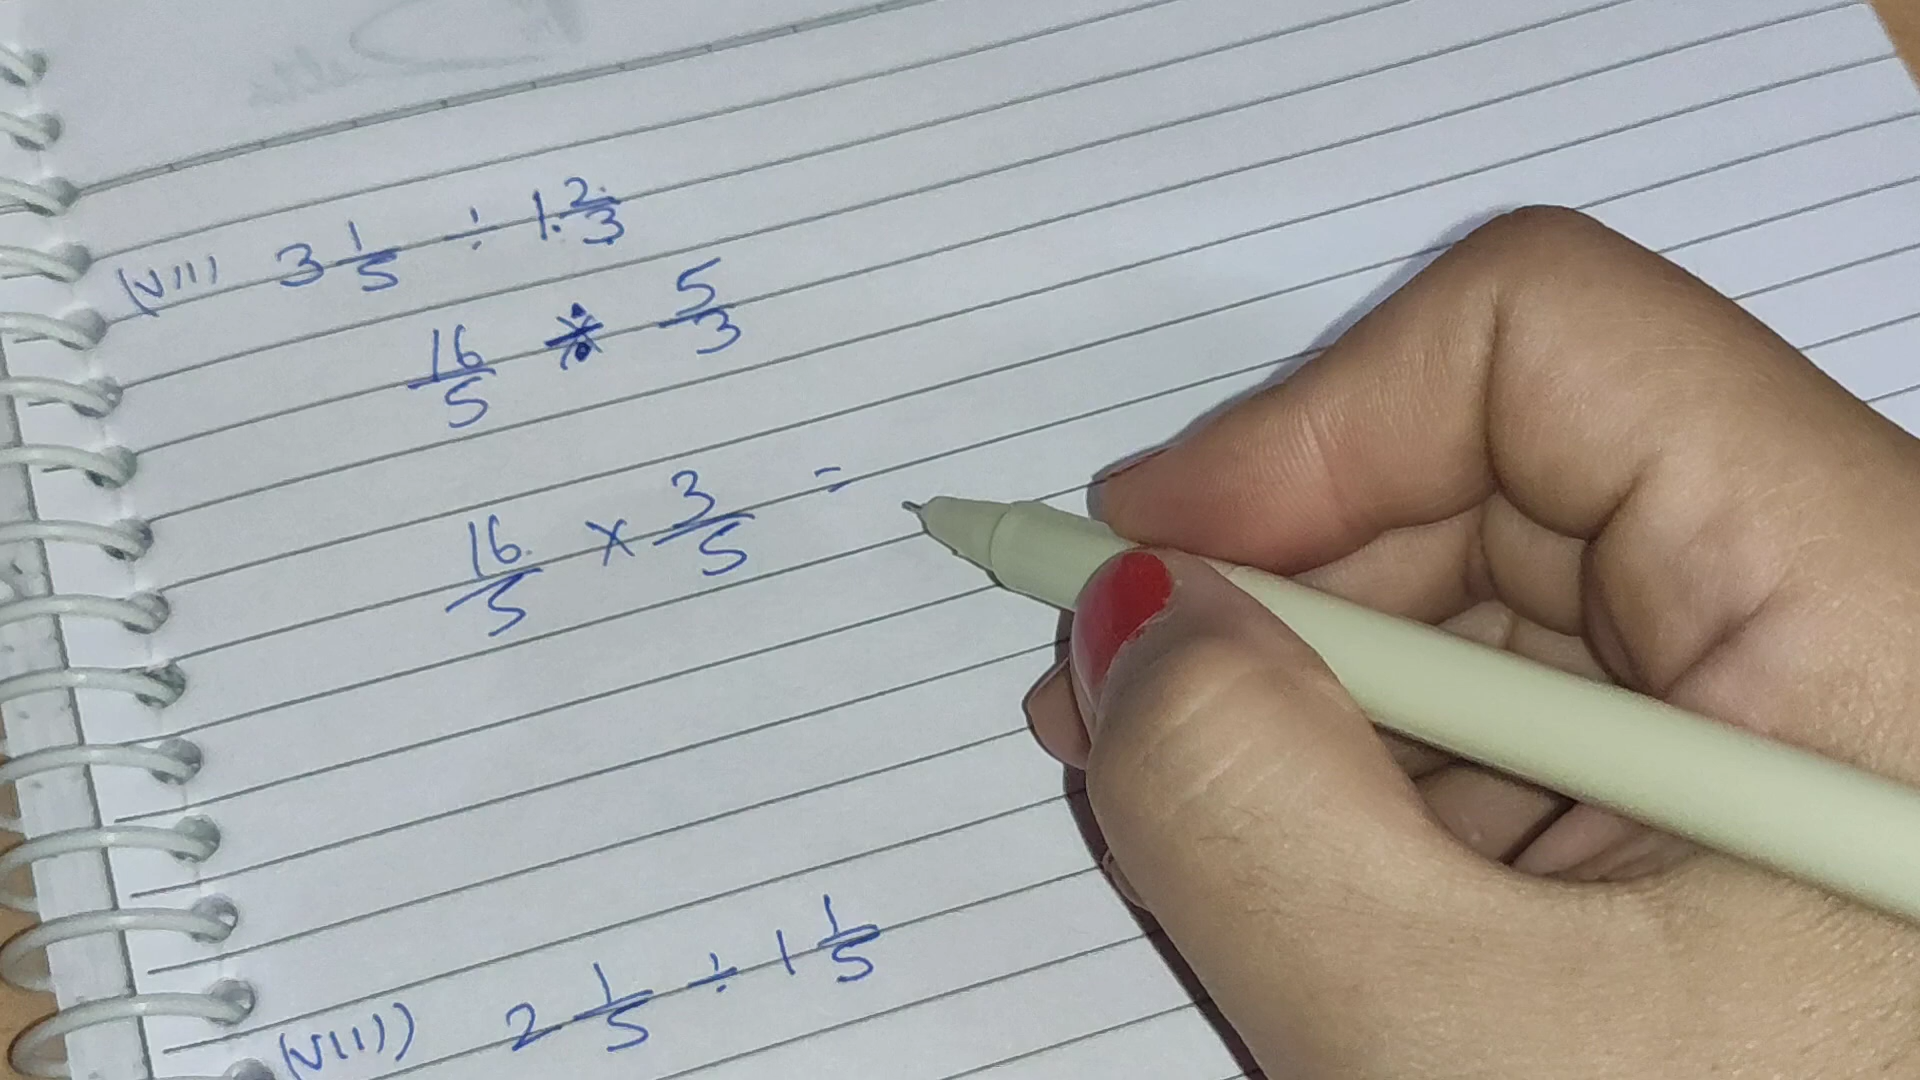 (vii) 3 1/5 ÷ 1 2/3
16/5 ÷ 5/3
16/5 × 3/5 =
(viii) 2 1/5 ÷ 1 1/5